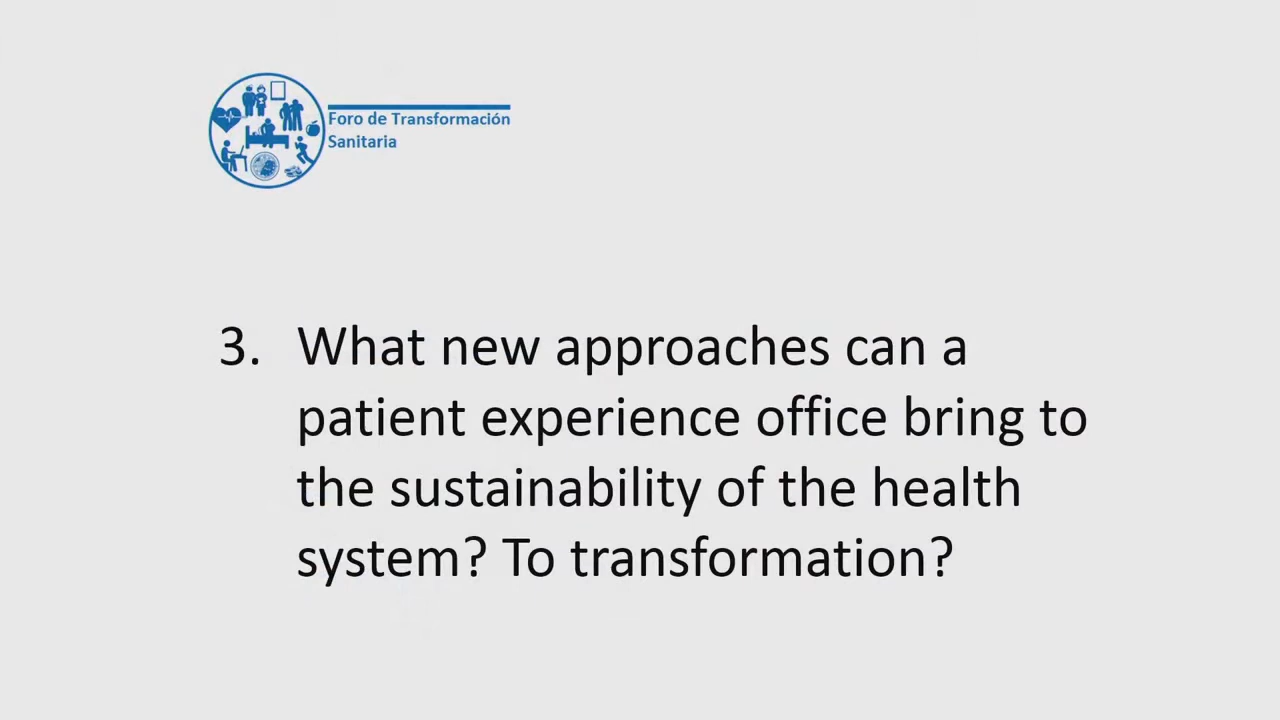 Foro de Transformación
Sanitaria
3. What new approaches can a
patient experience office bring to
the sustainability of the health
system? To transformation?